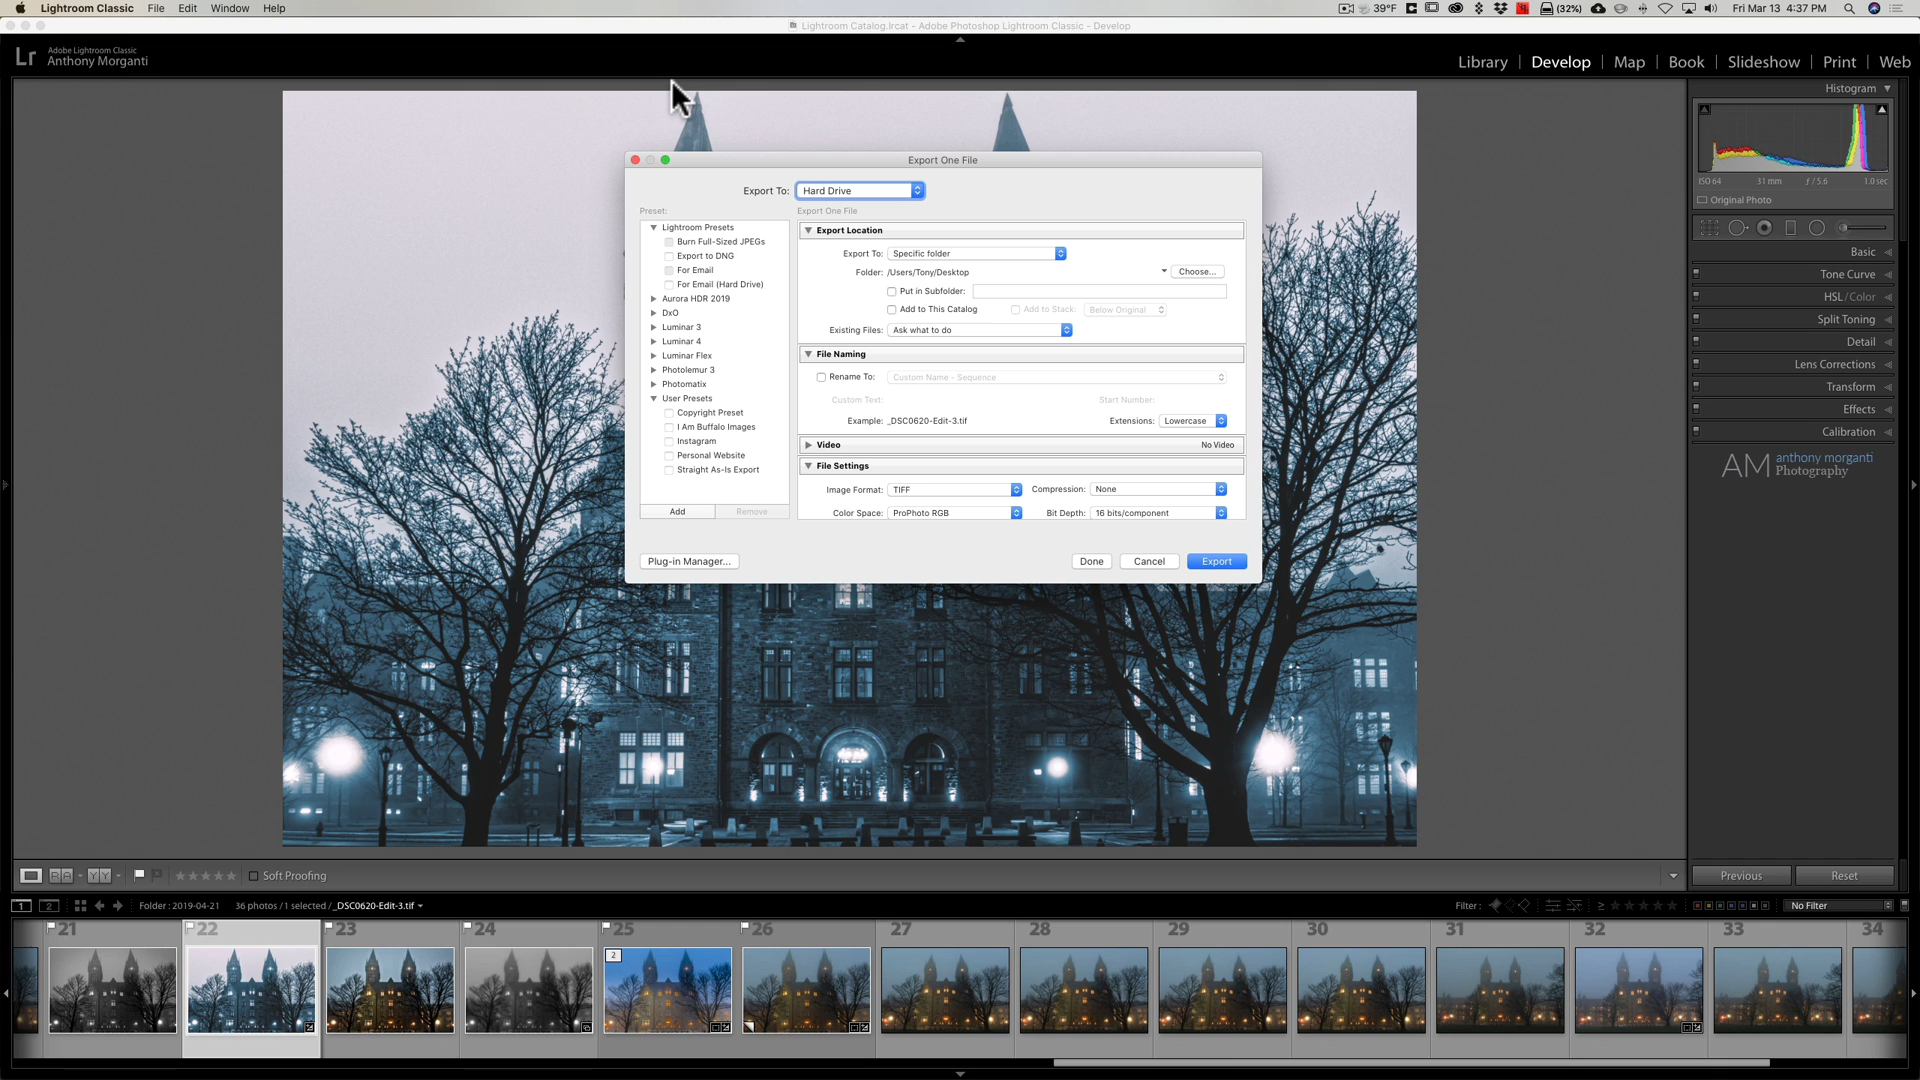 Lightroom Classic File Edit Window Help
39°F (32%) Fri Mar 13 4:37 PM
Lightroom Catalog.lrcat - Adobe Photoshop Lightroom Classic - Develop
Lr Adobe Lightroom Classic
Anthony Morganti
Library | Develop | Map | Book | Slideshow | Print | Web
Histogram
ISO 64 31 mm ƒ / 5.6 1.0 sec
Original Photo
Basic
Tone Curve
HSL / Color
Split Toning
Detail
Lens Corrections
Transform
Effects
Calibration
AM anthony morganti
Photography
Export One File
Export To: Hard Drive
Preset:
Lightroom Presets
Burn Full-Sized JPEGs
Export to DNG
For Email
For Email (Hard Drive)
Aurora HDR 2019
DxO
Luminar 3
Luminar 4
Luminar Flex
Photolemur 3
Photomatix
User Presets
Copyright Preset
I Am Buffalo Images
Instagram
Personal Website
Straight As-Is Export
Add Remove
Export One File
Export Location
Export To: Specific folder
Folder: /Users/Tony/Desktop Choose...
Put in Subfolder:
Add to This Catalog Add to Stack: Below Original
Existing Files: Ask what to do
File Naming
Rename To: Custom Name - Sequence
Custom Text: Start Number:
Example: _DSC0620-Edit-3.tif Extensions: Lowercase
Video No Video
File Settings
Image Format: TIFF Compression: None
Color Space: ProPhoto RGB Bit Depth: 16 bits/component
Plug-in Manager... Done Cancel Export
R A Y Y Soft Proofing Previous Reset
1 2 Folder : 2019-04-21 36 photos / 1 selected / _DSC0620-Edit-3.tif Filter : No Filter
21 22 23 24 25 26 27 28 29 30 31 32 33 34
2